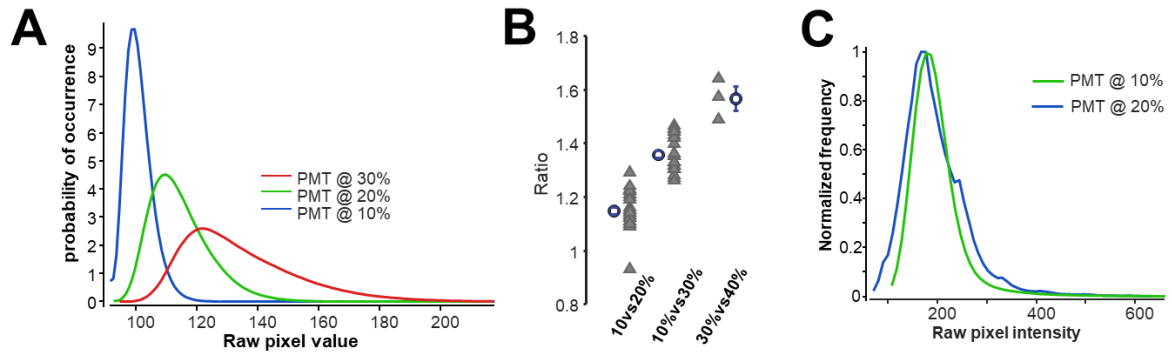 A
probability of occurrence
9
8
7
6
5
4
3
2
1
0
100 120 140 160 180 200
Raw pixel value
PMT @ 30%
PMT @ 20%
PMT @ 10%
B
Ratio
1.8
1.6
1.4
1.2
1
0.8
10vs20%
10%vs30%
30%vs40%
C
Normalized frequency
1
0.8
0.6
0.4
0.2
0
200 400 600
Raw pixel intensity
PMT @ 10%
PMT @ 20%